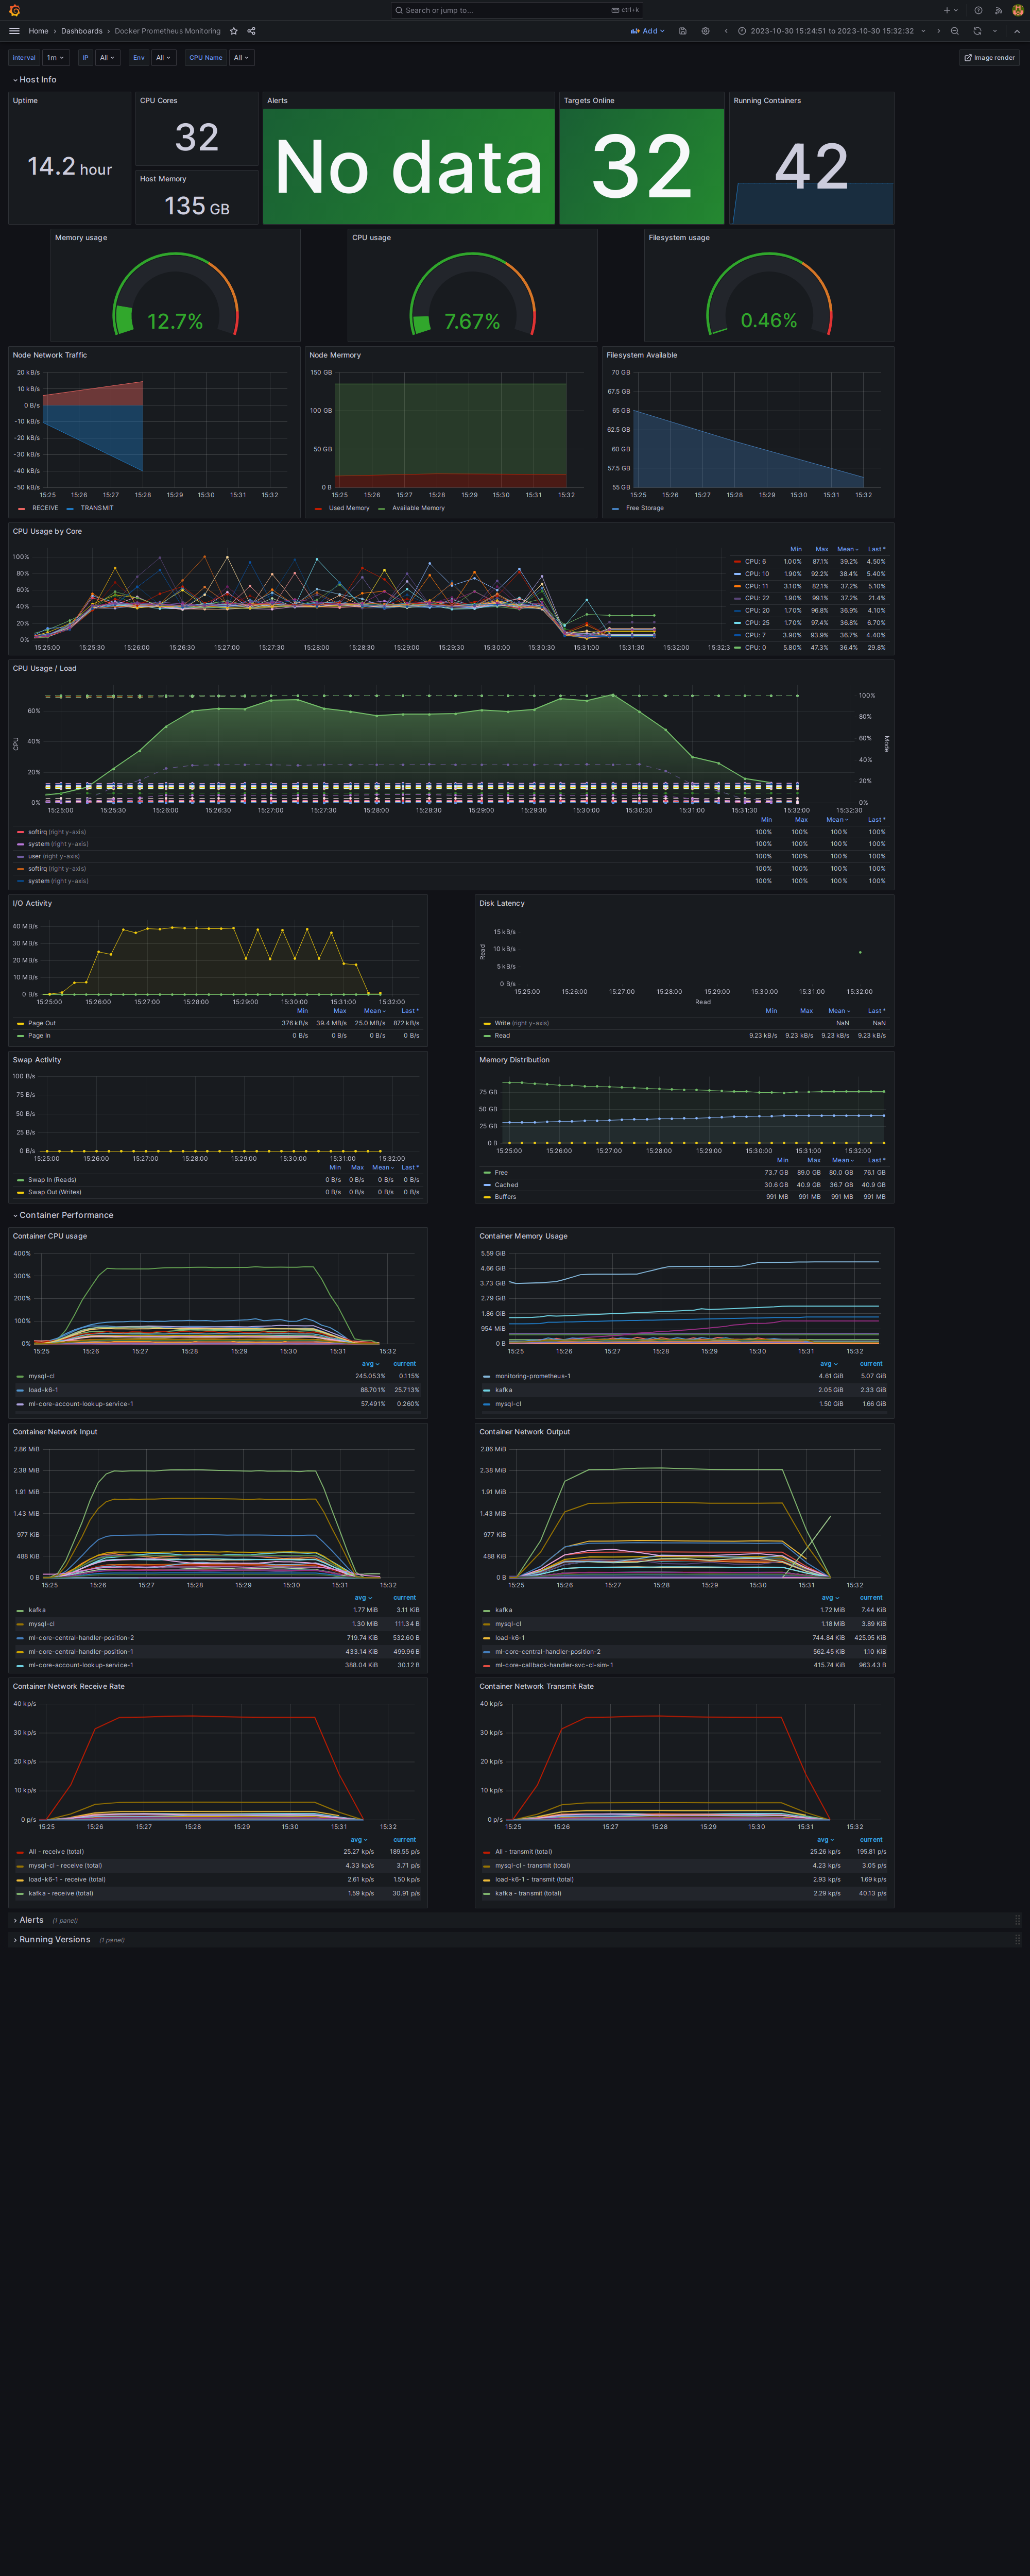 Search or jump to... ctrl+k
Home › Dashboards › Docker Prometheus Monitoring
Add
2023-10-30 15:24:51 to 2023-10-30 15:32:32
Interval 1m IP All Env All CPU Name All
Image render
Host Info
Uptime
14.2 hour
CPU Cores
32
Host Memory
135 GB
Alerts
No data
Targets Online
32
Running Containers
42
Memory usage
12.7%
CPU usage
7.67%
Filesystem usage
0.46%
Node Network Traffic
20 kB/s
10 kB/s
0 B/s
-10 kB/s
-20 kB/s
-30 kB/s
-40 kB/s
-50 kB/s
15:25 15:26 15:27 15:28 15:29 15:30 15:31 15:32
RECEIVE TRANSMIT
Node Mermory
150 GB
100 GB
50 GB
0 B
15:25 15:26 15:27 15:28 15:29 15:30 15:31 15:32
Used Memory Available Memory
Filesystem Available
70 GB
67.5 GB
65 GB
62.5 GB
60 GB
57.5 GB
55 GB
15:25 15:26 15:27 15:28 15:29 15:30 15:31 15:32
Free Storage
CPU Usage by Core
100%
80%
60%
40%
20%
0%
15:25:00 15:25:30 15:26:00 15:26:30 15:27:00 15:27:30 15:28:00 15:28:30 15:29:00 15:29:30 15:30:00 15:30:30 15:31:00 15:31:30 15:32:00 15:32:3
Min Max Mean Last *
CPU: 6 1.00% 87.1% 39.2% 4.50%
CPU: 10 1.90% 92.2% 38.4% 5.40%
CPU: 11 3.10% 82.1% 37.2% 5.10%
CPU: 22 1.90% 99.1% 37.2% 21.4%
CPU: 20 1.70% 96.8% 36.9% 4.10%
CPU: 25 1.70% 97.4% 36.8% 6.70%
CPU: 7 3.90% 93.9% 36.7% 4.40%
CPU: 0 5.80% 47.3% 36.4% 29.8%
CPU Usage / Load
60%
40%
20%
0%
CPU
100%
80%
60%
40%
20%
0%
Mode
15:25:00 15:25:30 15:26:00 15:26:30 15:27:00 15:27:30 15:28:00 15:28:30 15:29:00 15:29:30 15:30:00 15:30:30 15:31:00 15:31:30 15:32:00 15:32:30
Min Max Mean Last *
softirq (right y-axis) 100% 100% 100% 100%
system (right y-axis) 100% 100% 100% 100%
user (right y-axis) 100% 100% 100% 100%
softirq (right y-axis) 100% 100% 100% 100%
system (right y-axis) 100% 100% 100% 100%
I/O Activity
40 MB/s
30 MB/s
20 MB/s
10 MB/s
0 B/s
15:25:00 15:26:00 15:27:00 15:28:00 15:29:00 15:30:00 15:31:00 15:32:00
Min Max Mean Last *
Page Out 376 kB/s 39.4 MB/s 25.0 MB/s 872 kB/s
Page In 0 B/s 0 B/s 0 B/s 0 B/s
Disk Latency
15 kB/s
10 kB/s
5 kB/s
0 B/s
Read
15:25:00 15:26:00 15:27:00 15:28:00 15:29:00 15:30:00 15:31:00 15:32:00
Read
Min Max Mean Last *
Write (right y-axis) NaN NaN
Read 9.23 kB/s 9.23 kB/s 9.23 kB/s 9.23 kB/s
Swap Activity
100 B/s
75 B/s
50 B/s
25 B/s
0 B/s
15:25:00 15:26:00 15:27:00 15:28:00 15:29:00 15:30:00 15:31:00 15:32:00
Min Max Mean Last *
Swap In (Reads) 0 B/s 0 B/s 0 B/s 0 B/s
Swap Out (Writes) 0 B/s 0 B/s 0 B/s 0 B/s
Memory Distribution
75 GB
50 GB
25 GB
0 B
15:25:00 15:26:00 15:27:00 15:28:00 15:29:00 15:30:00 15:31:00 15:32:00
Min Max Mean Last *
Free 73.7 GB 89.0 GB 80.0 GB 76.1 GB
Cached 30.6 GB 40.9 GB 36.7 GB 40.9 GB
Buffers 991 MB 991 MB 991 MB 991 MB
Container Performance
Container CPU usage
400%
300%
200%
100%
0%
15:25 15:26 15:27 15:28 15:29 15:30 15:31 15:32
avg current
mysql-cl 245.053% 0.115%
load-k6-1 88.701% 25.713%
ml-core-account-lookup-service-1 57.491% 0.260%
Container Memory Usage
5.59 GiB
4.66 GiB
3.73 GiB
2.79 GiB
1.86 GiB
954 MiB
0 B
15:25 15:26 15:27 15:28 15:29 15:30 15:31 15:32
avg current
monitoring-prometheus-1 4.61 GiB 5.07 GiB
kafka 2.05 GiB 2.33 GiB
mysql-cl 1.50 GiB 1.66 GiB
Container Network Input
2.86 MiB
2.38 MiB
1.91 MiB
1.43 MiB
977 KiB
488 KiB
0 B
15:25 15:26 15:27 15:28 15:29 15:30 15:31 15:32
avg current
kafka 1.77 MiB 3.11 KiB
mysql-cl 1.30 MiB 111.34 B
ml-core-central-handler-position-2 719.74 KiB 532.60 B
ml-core-central-handler-position-1 433.14 KiB 499.96 B
ml-core-account-lookup-service-1 388.04 KiB 30.12 B
Container Network Output
2.86 MiB
2.38 MiB
1.91 MiB
1.43 MiB
977 KiB
488 KiB
0 B
15:25 15:26 15:27 15:28 15:29 15:30 15:31 15:32
avg current
kafka 1.72 MiB 7.44 KiB
mysql-cl 1.18 MiB 3.89 KiB
load-k6-1 744.84 KiB 425.95 KiB
ml-core-central-handler-position-2 562.45 KiB 1.10 KiB
ml-core-callback-handler-svc-cl-sim-1 415.74 KiB 963.43 B
Container Network Receive Rate
40 kp/s
30 kp/s
20 kp/s
10 kp/s
0 p/s
15:25 15:26 15:27 15:28 15:29 15:30 15:31 15:32
avg current
All - receive (total) 25.27 kp/s 189.55 p/s
mysql-cl - receive (total) 4.33 kp/s 3.71 p/s
load-k6-1 - receive (total) 2.61 kp/s 1.50 kp/s
kafka - receive (total) 1.59 kp/s 30.91 p/s
Container Network Transmit Rate
40 kp/s
30 kp/s
20 kp/s
10 kp/s
0 p/s
15:25 15:26 15:27 15:28 15:29 15:30 15:31 15:32
avg current
All - transmit (total) 25.26 kp/s 195.81 p/s
mysql-cl - transmit (total) 4.23 kp/s 3.05 p/s
load-k6-1 - transmit (total) 2.93 kp/s 1.69 kp/s
kafka - transmit (total) 2.29 kp/s 40.13 p/s
Alerts (1 panel)
Running Versions (1 panel)